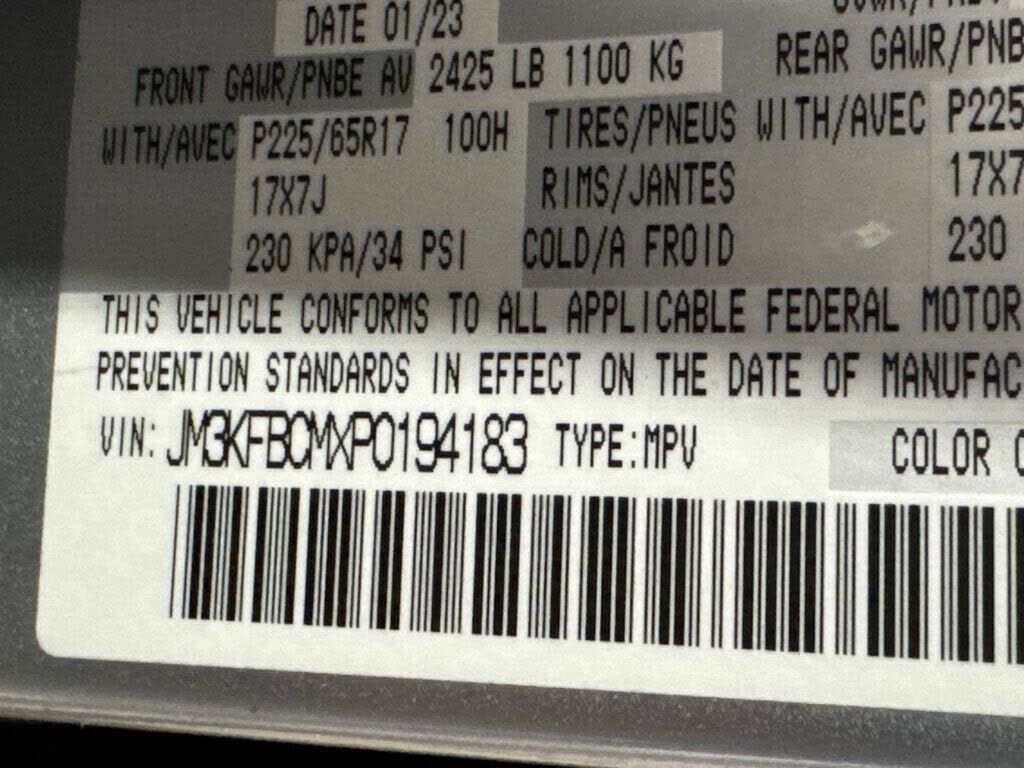 DATE 01/23
FRONT GAWR/PNBE AV 2425 LB 1100 KG REAR GAWR/PNB
WITH/AVEC P225/65R17 100H TIRES/PNEUS WITH/AVEC P225
17X7J RIMS/JANTES 17X7
230 KPA/34 PSI COLD/A FROID 230
THIS VEHICLE CONFORMS TO ALL APPLICABLE FEDERAL MOTOR
PREVENTION STANDARDS IN EFFECT ON THE DATE OF MANUFAC
VIN: JM3KFBCMXP0194183 TYPE:MPV COLOR